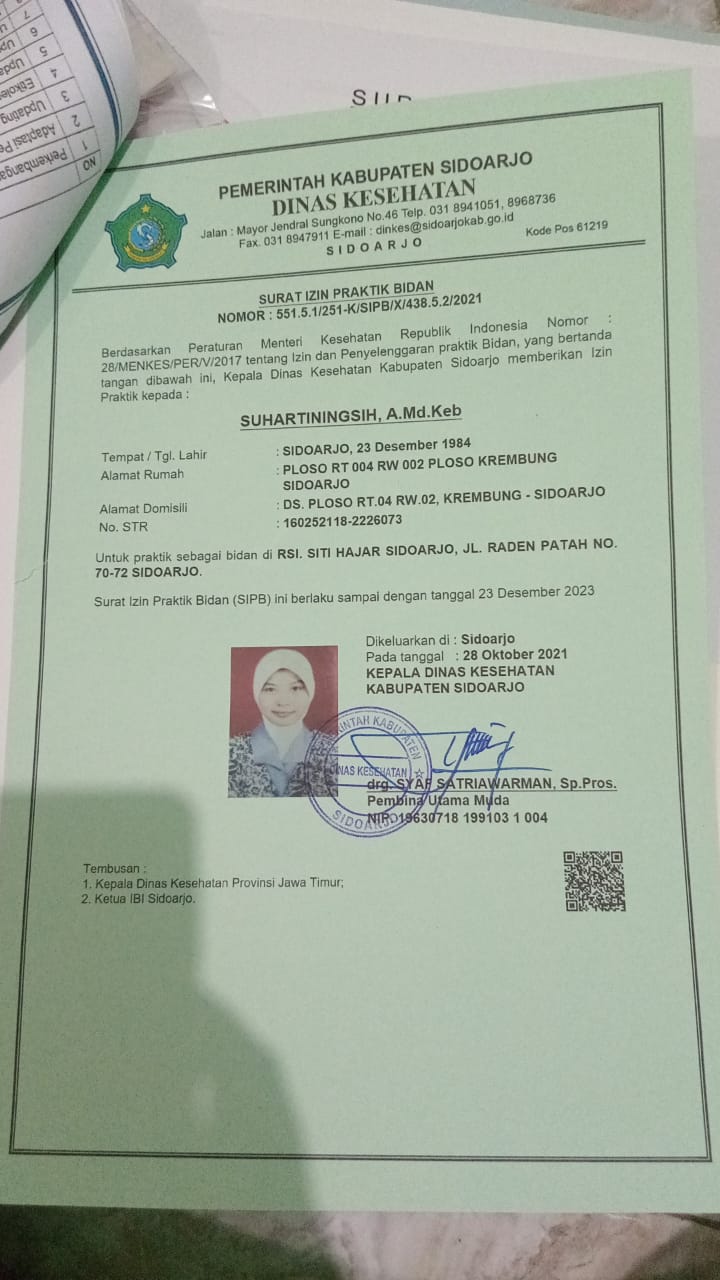 SIIP
NO
1 Perkembangan
2 Adaptasi Pe
3 Updating
4 Etikoleg
5 Upda
6 Up
7 U
PEMERINTAH KABUPATEN SIDOARJO
DINAS KESEHATAN
Jalan : Mayor Jendral Sungkono No.46 Telp. 031 8941051, 8968736
Fax. 031 8947911 E-mail : dinkes@sidoarjokab.go.id
SIDOARJO
Kode Pos 61219
SURAT IZIN PRAKTIK BIDAN
NOMOR : 551.5.1/251-K/SIPB/X/438.5.2/2021
Berdasarkan Peraturan Menteri Kesehatan Republik Indonesia Nomor :
28/MENKES/PER/V/2017 tentang Izin dan Penyelenggaran praktik Bidan, yang bertanda
tangan dibawah ini, Kepala Dinas Kesehatan Kabupaten Sidoarjo memberikan Izin
Praktik kepada :
SUHARTININGSIH, A.Md.Keb
Tempat / Tgl. Lahir : SIDOARJO, 23 Desember 1984
Alamat Rumah : PLOSO RT 004 RW 002 PLOSO KREMBUNG
SIDOARJO
Alamat Domisili : DS. PLOSO RT.04 RW.02, KREMBUNG - SIDOARJO
No. STR : 160252118-2226073
Untuk praktik sebagai bidan di RSI. SITI HAJAR SIDOARJO, JL. RADEN PATAH NO.
70-72 SIDOARJO.
Surat Izin Praktik Bidan (SIPB) ini berlaku sampai dengan tanggal 23 Desember 2023
Dikeluarkan di : Sidoarjo
Pada tanggal : 28 Oktober 2021
KEPALA DINAS KESEHATAN
KABUPATEN SIDOARJO
PEMERINTAH KABUPATEN
DINAS KESEHATAN
SIDOARJO
drg. SYAF SATRIAWARMAN, Sp.Pros.
Pembina Utama Muda
NIP. 19630718 199103 1 004
Tembusan :
1. Kepala Dinas Kesehatan Provinsi Jawa Timur;
2. Ketua IBI Sidoarjo.